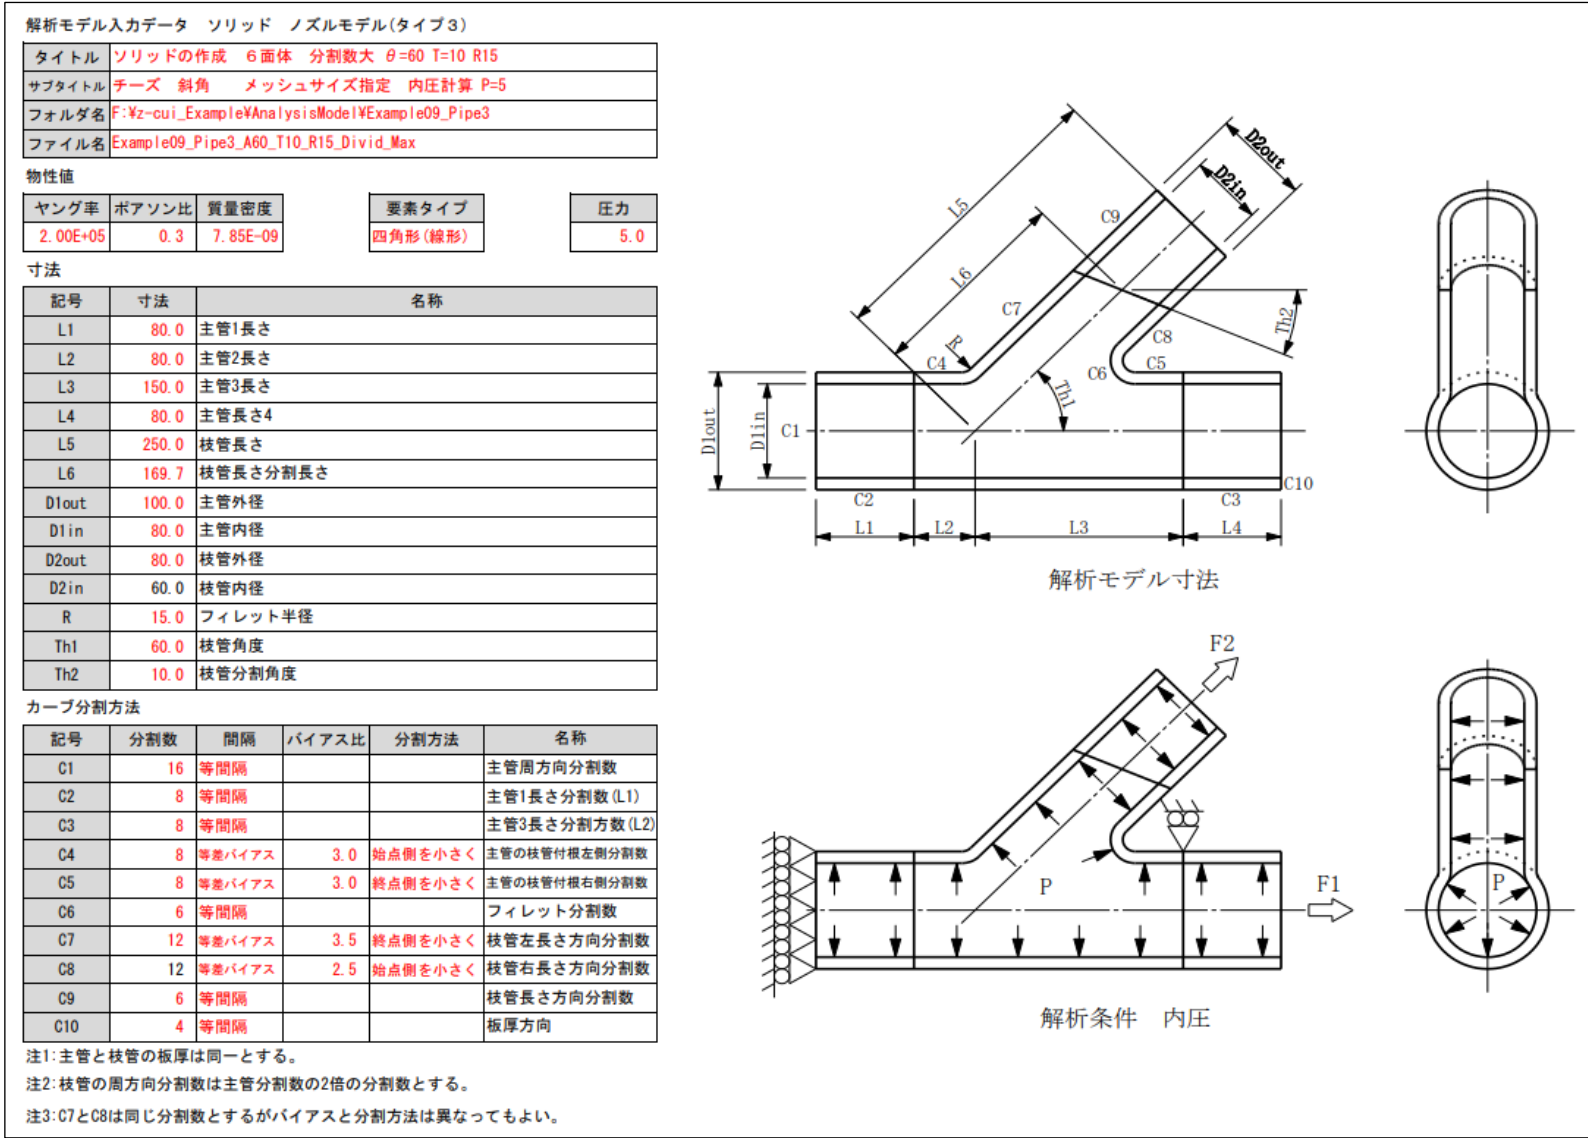 解析モデル入力データ　ソリッド　ノズルモデル(タイプ３)
タイトル ソリッドの作成　６面体　分割数大 θ=60 T=10 R15
サブタイトル チーズ　斜角　　メッシュサイズ指定　内圧計算 P=5
フォルダ名 F:¥z-cui_Example¥AnalysisModel¥Example09_Pipe3
ファイル名 Example09_Pipe3_A60_T10_R15_Divid_Max
物性値
ヤング率 ポアソン比 質量密度 要素タイプ 圧力
2.00E+05 0.3 7.85E-09 四角形(線形) 5.0
寸法
記号 寸法 名称
L1 80.0 主管1長さ
L2 80.0 主管2長さ
L3 150.0 主管3長さ
L4 80.0 主管長さ4
L5 250.0 枝管長さ
L6 169.7 枝管長さ分割長さ
D1out 100.0 主管外径
D1in 80.0 主管内径
D2out 80.0 枝管外径
D2in 60.0 枝管内径
R 15.0 フィレット半径
Th1 60.0 枝管角度
Th2 10.0 枝管分割角度
カーブ分割方法
記号 分割数 間隔 バイアス比 分割方法 名称
C1 16 等間隔 主管周方向分割数
C2 8 等間隔 主管1長さ分割数(L1)
C3 8 等間隔 主管3長さ分割方数(L2)
C4 8 等差バイアス 3.0 始点側を小さく 主管の枝管付根左側分割数
C5 8 等差バイアス 3.0 終点側を小さく 主管の枝管付根右側分割数
C6 6 等間隔 フィレット分割数
C7 12 等差バイアス 3.5 終点側を小さく 枝管左長さ方向分割数
C8 12 等差バイアス 2.5 始点側を小さく 枝管右長さ方向分割数
C9 6 等間隔 枝管長さ方向分割数
C10 4 等間隔 板厚方向
注1:主管と枝管の板厚は同一とする。
注2:枝管の周方向分割数は主管分割数の2倍の分割数とする。
注3:C7とC8は同じ分割数とするがバイアスと分割方法は異なってもよい。
D2out
D2in
L5
C9
L6
C7
Th2
C8
R
C4
C6
C5
Th1
D1out
D1in
C1
C10
C2
C3
L1
L2
L3
L4
解析モデル寸法
F2
P
F1
P
解析条件　内圧